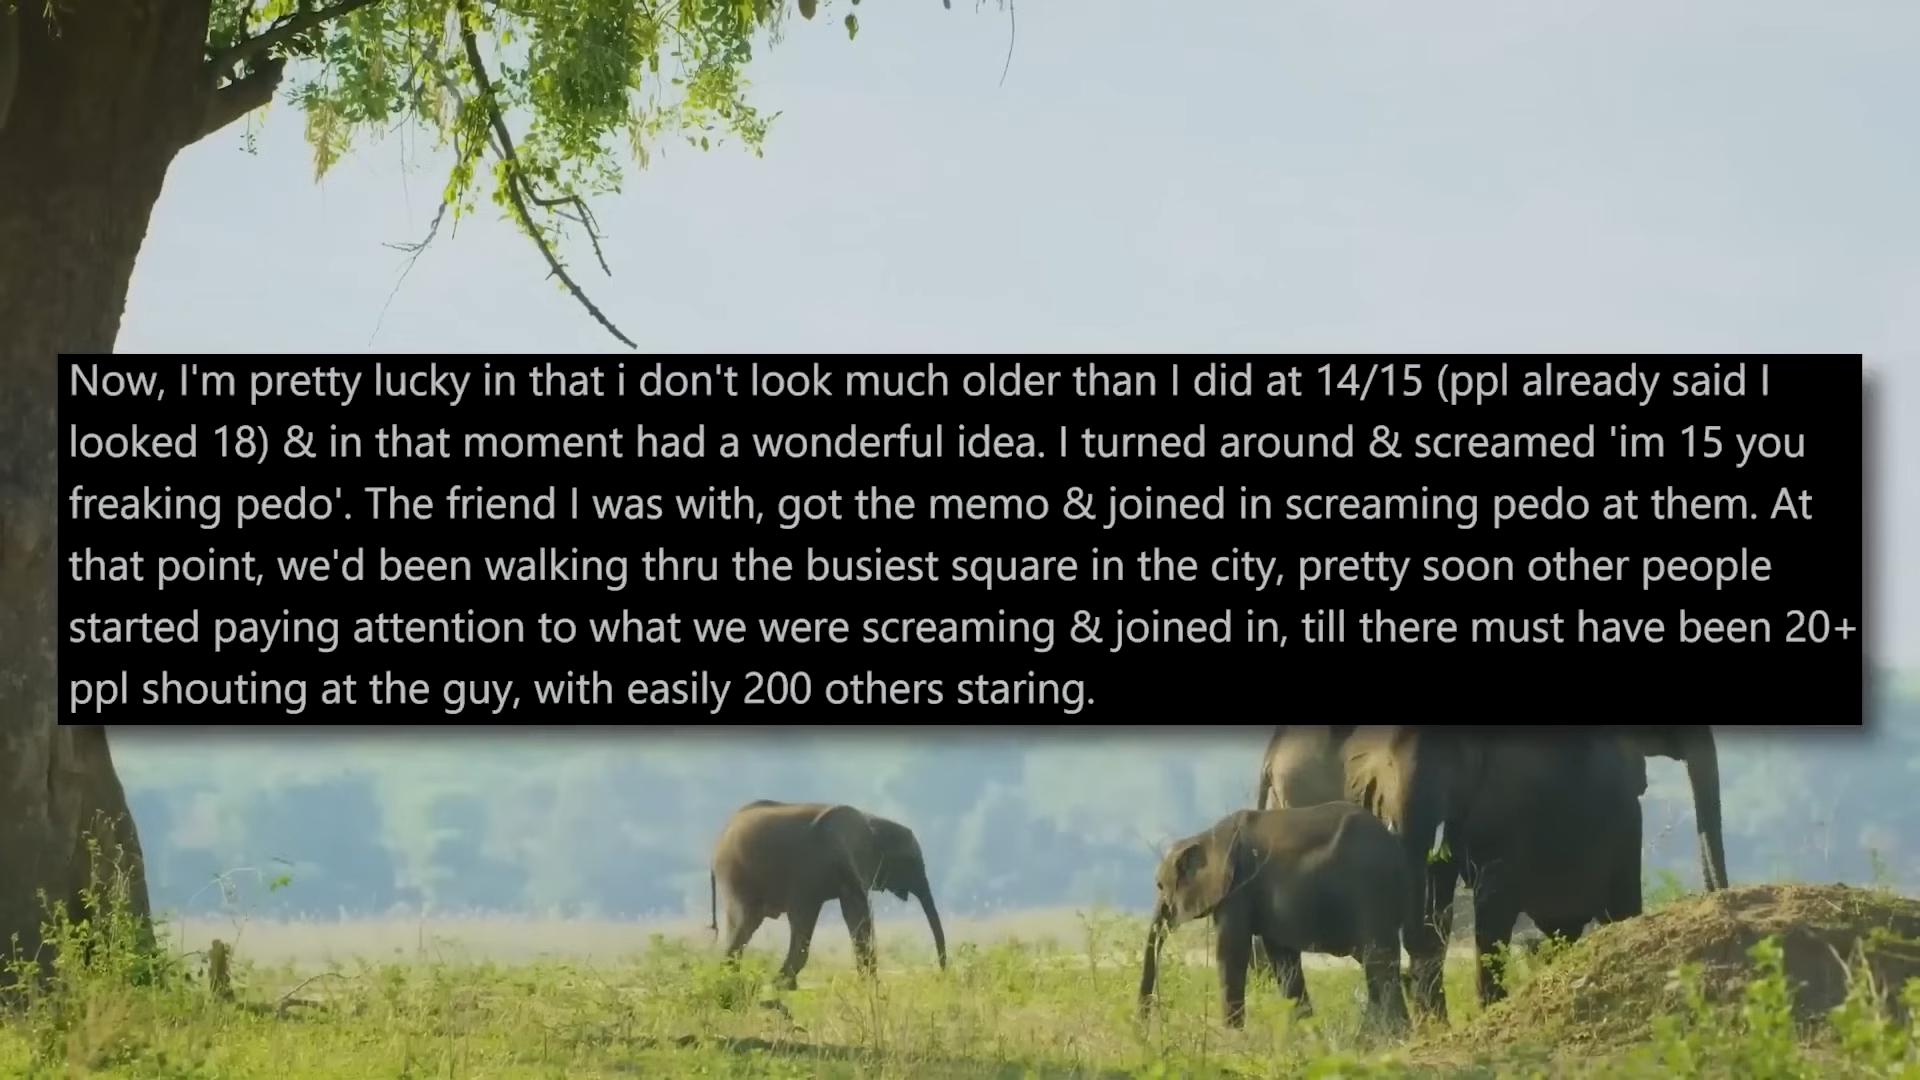 Now, I'm pretty lucky in that i don't look much older than I did at 14/15 (ppl already said I
looked 18) & in that moment had a wonderful idea. I turned around & screamed 'im 15 you
freaking pedo'. The friend I was with, got the memo & joined in screaming pedo at them. At
that point, we'd been walking thru the busiest square in the city, pretty soon other people
started paying attention to what we were screaming & joined in, till there must have been 20+
ppl shouting at the guy, with easily 200 others staring.